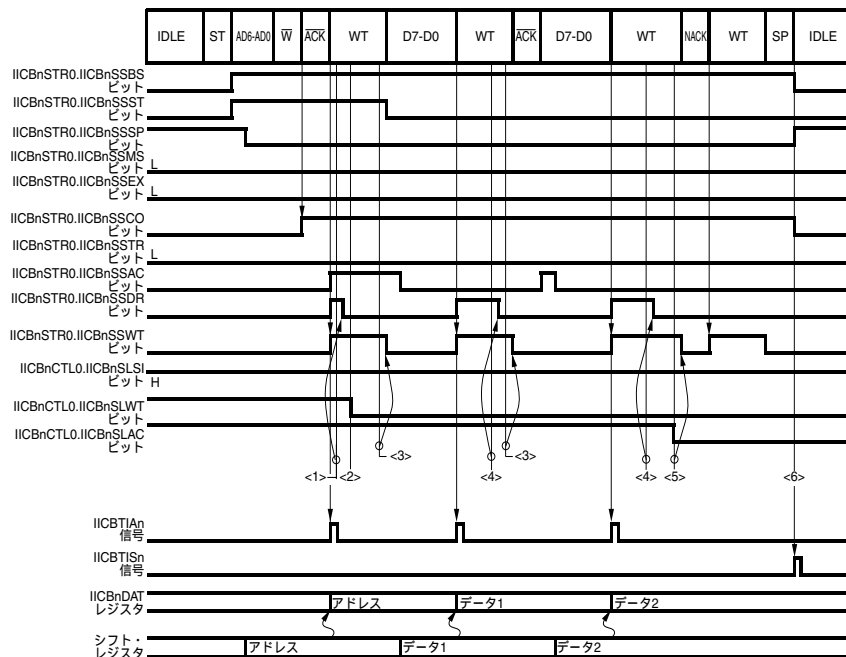 IDLE ST AD6-AD0 W ACK WT D7-D0 WT ACK D7-D0 WT NACK WT SP IDLE
IICBnSTR0.IICBnSSBS
ビット
IICBnSTR0.IICBnSSST
ビット
IICBnSTR0.IICBnSSSP
ビット
IICBnSTR0.IICBnSSMS
ビット L
IICBnSTR0.IICBnSSEX
ビット L
IICBnSTR0.IICBnSSCO
ビット
IICBnSTR0.IICBnSSTR
ビット L
IICBnSTR0.IICBnSSAC
ビット
IICBnSTR0.IICBnSSDR
ビット
IICBnSTR0.IICBnSSWT
ビット
IICBnCTL0.IICBnSLSI
ビット H
IICBnCTL0.IICBnSLWT
ビット
IICBnCTL0.IICBnSLAC
ビット
<3> <3>
<1> <2> <4> <4> <5> <6>
IICBTIAn
信号
IICBTISn
信号
IICBnDAT
レジスタ アドレス データ1 データ2
シフト・
レジスタ アドレス データ1 データ2